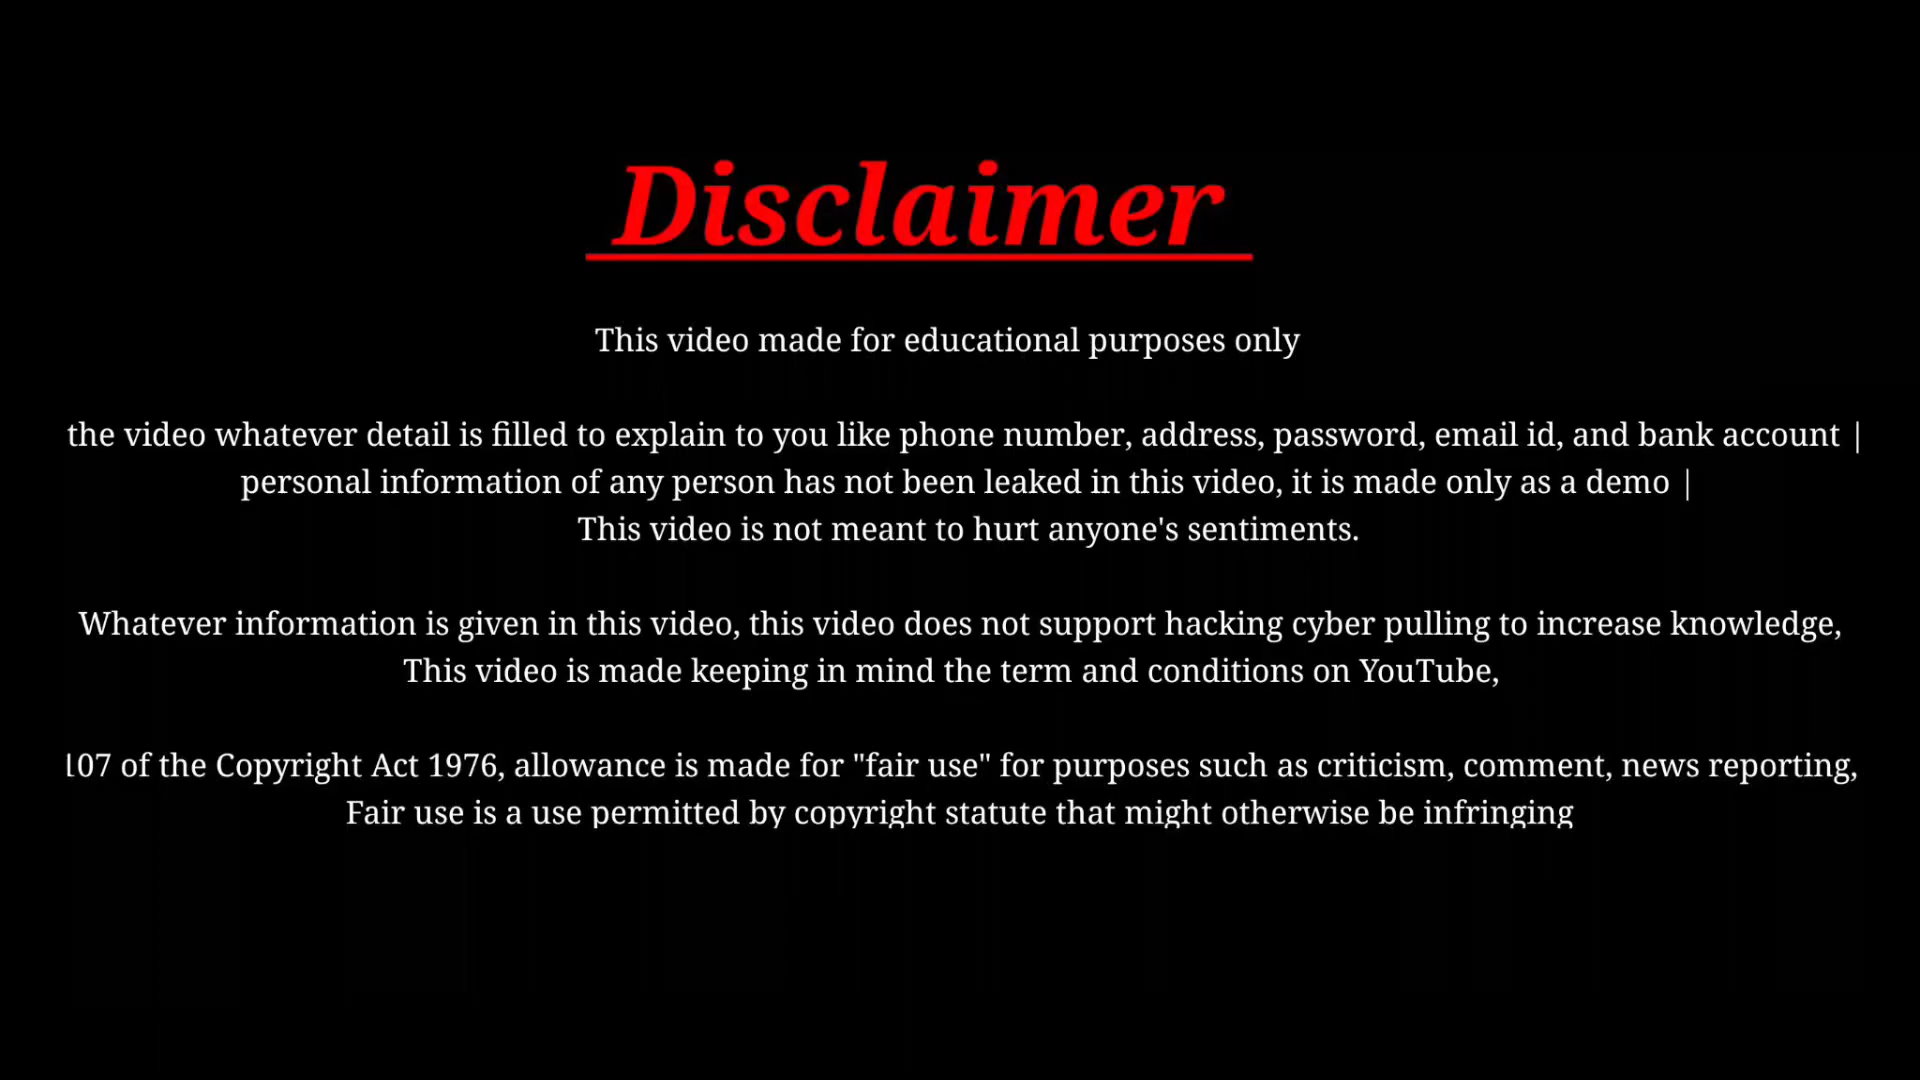 Disclaimer
This video made for educational purposes only
the video whatever detail is filled to explain to you like phone number, address, password, email id, and bank account |
personal information of any person has not been leaked in this video, it is made only as a demo |
This video is not meant to hurt anyone's sentiments.
Whatever information is given in this video, this video does not support hacking cyber pulling to increase knowledge,
This video is made keeping in mind the term and conditions on YouTube,
107 of the Copyright Act 1976, allowance is made for "fair use" for purposes such as criticism, comment, news reporting,
Fair use is a use permitted by copyright statute that might otherwise be infringing